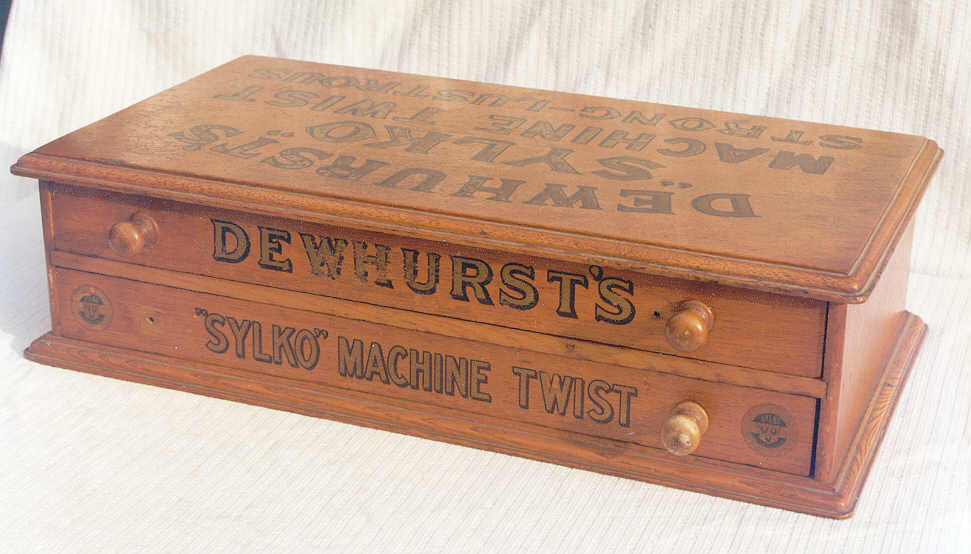 DEWHURST'S
"SYLKO"
MACHINE TWIST
STRONG-LUSTROUS
DEWHURST'S
"SYLKO" MACHINE TWIST